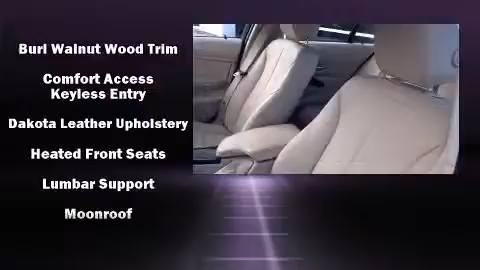 Burl Walnut Wood Trim
Comfort Access
Keyless Entry
Dakota Leather Upholstery
Heated Front Seats
Lumbar Support
Moonroof